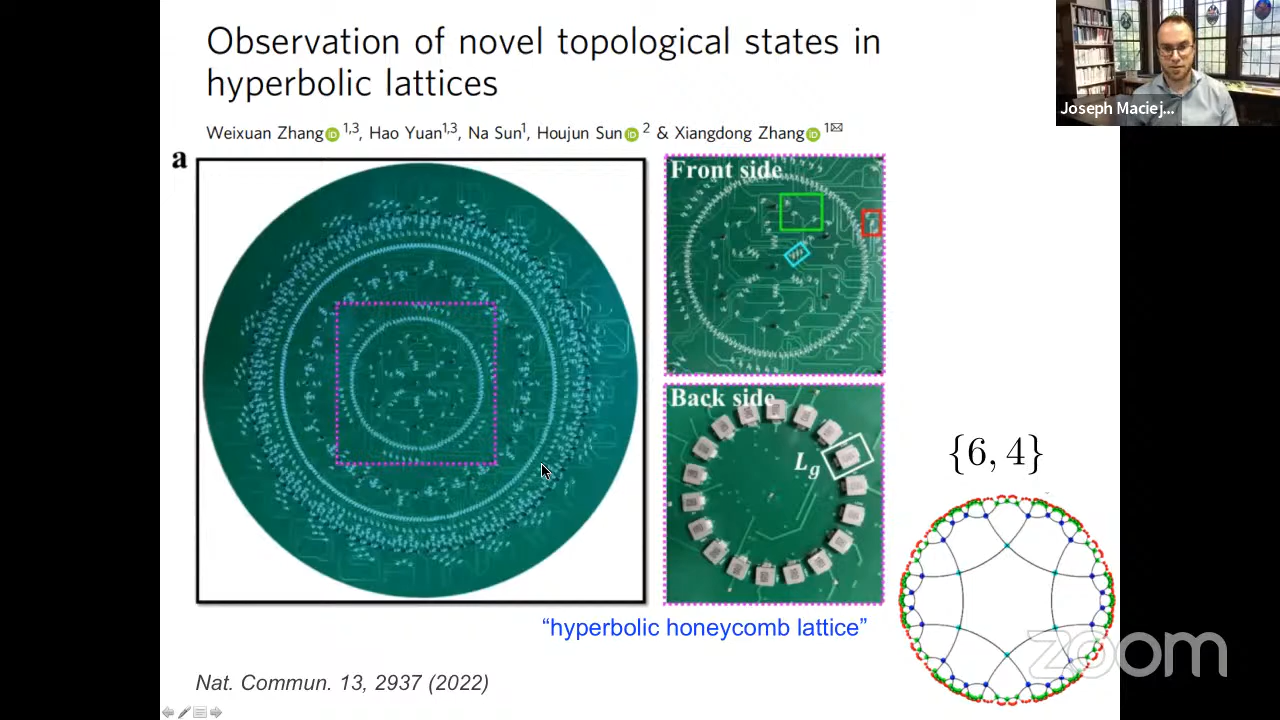 Observation of novel topological states in
hyperbolic lattices
Weixuan Zhang 1,3, Hao Yuan1,3, Na Sun1, Houjun Sun 2 & Xiangdong Zhang 1✉
Joseph Maciej...
a
Front side
Back side
Lg
{6, 4}
"hyperbolic honeycomb lattice"
zoom
Nat. Commun. 13, 2937 (2022)